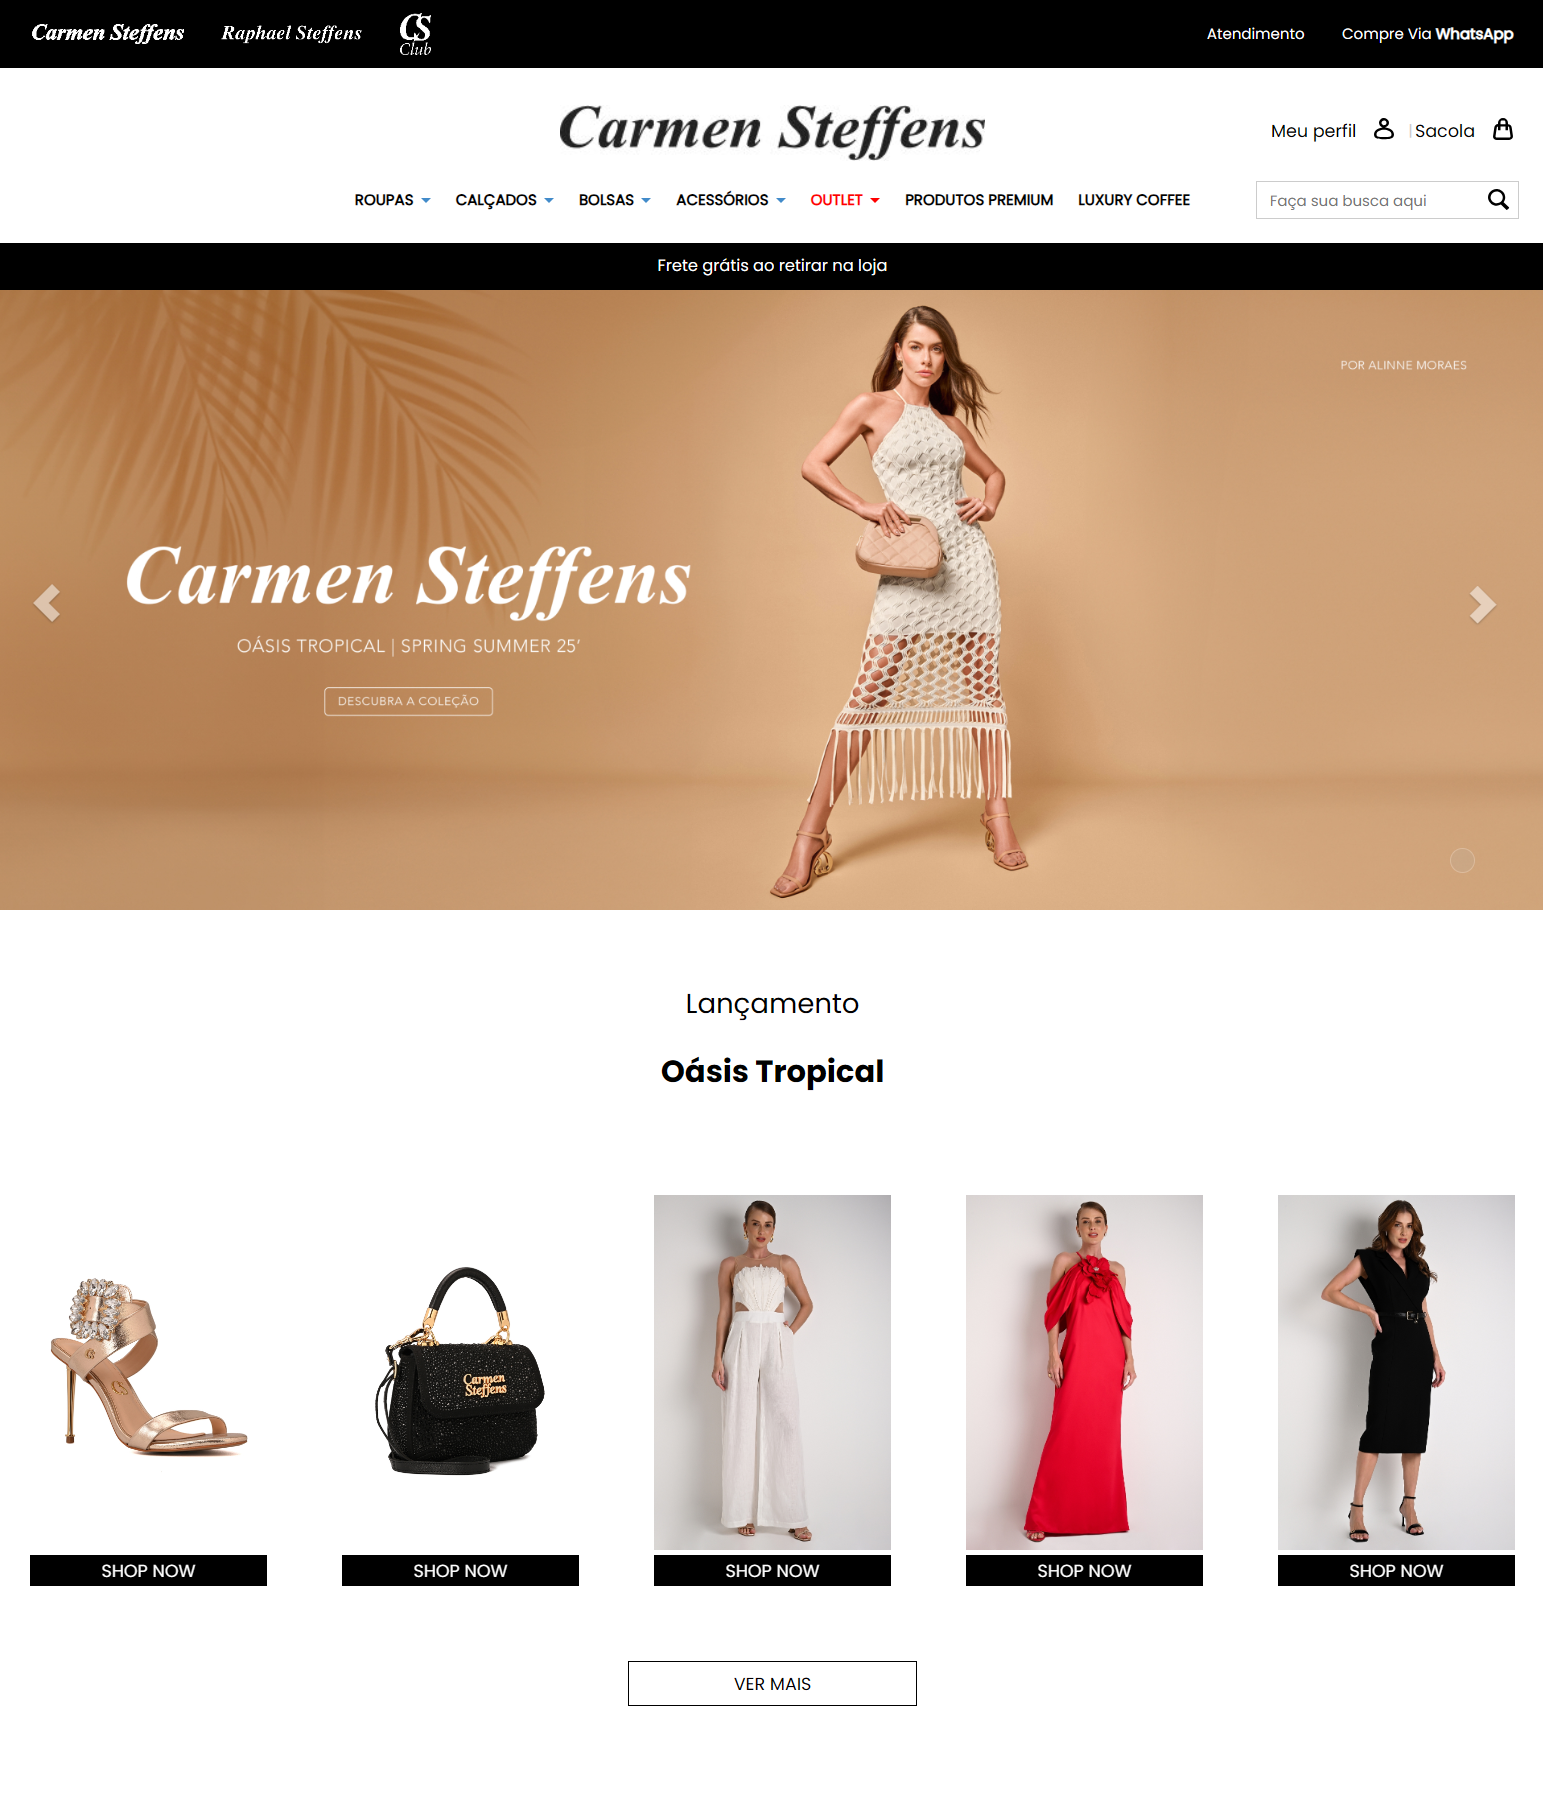 Carmen Steffens
Raphael Steffens
CS
Club
Atendimento
Compre Via WhatsApp
Carmen Steffens
Meu perfil
| Sacola
ROUPAS
CALÇADOS
BOLSAS
ACESSÓRIOS
OUTLET
PRODUTOS PREMIUM
LUXURY COFFEE
Faça sua busca aqui
Frete grátis ao retirar na loja
POR ALINNE MORAES
Carmen Steffens
OÁSIS TROPICAL | SPRING SUMMER 25'
DESCUBRA A COLEÇÃO
Lançamento
Oásis Tropical
Carmen
Steffens
SHOP NOW
SHOP NOW
SHOP NOW
SHOP NOW
SHOP NOW
VER MAIS